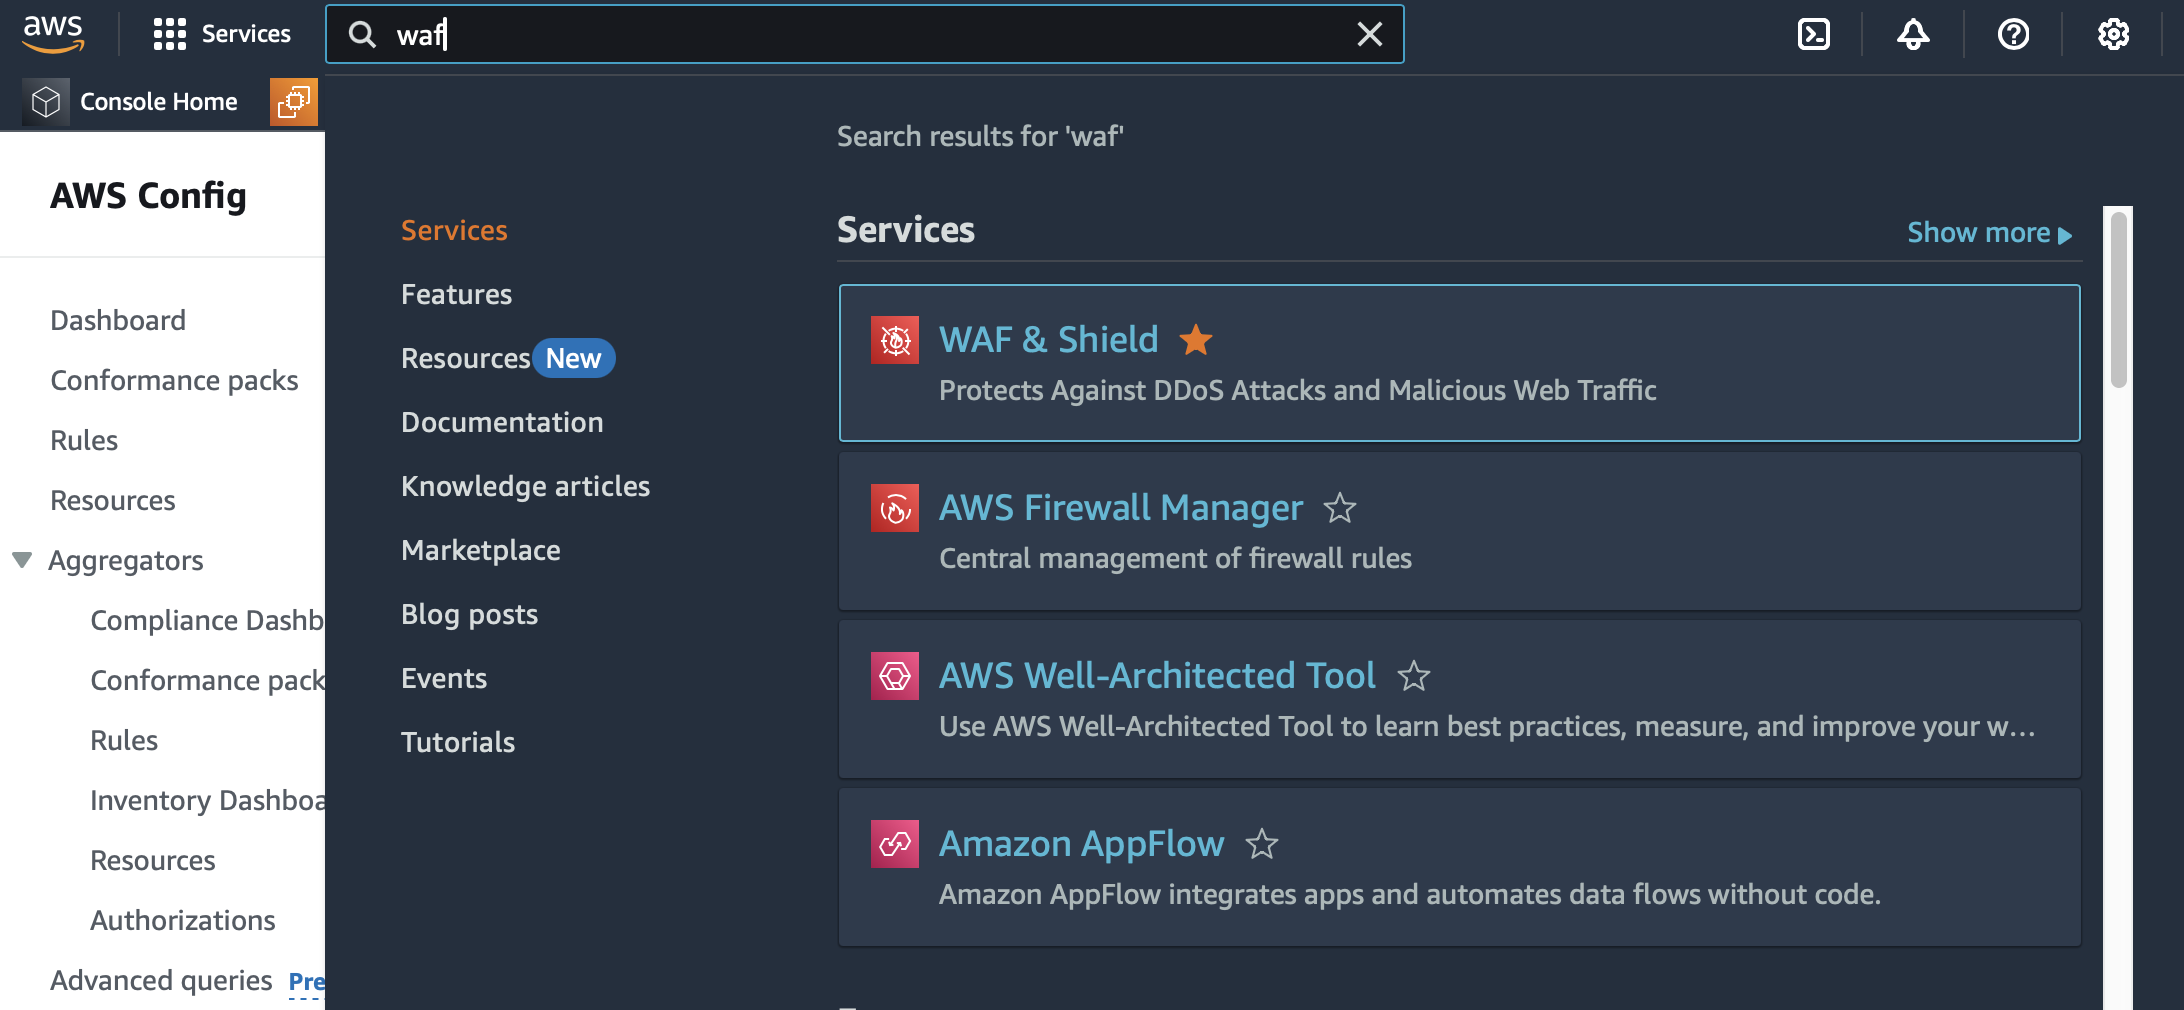 aws
Services
waf
Console Home
AWS Config
Dashboard
Conformance packs
Rules
Resources
Aggregators
Compliance Dashb
Conformance pack
Rules
Inventory Dashboa
Resources
Authorizations
Advanced queries Pre
Services
Features
Resources New
Documentation
Knowledge articles
Marketplace
Blog posts
Events
Tutorials
Search results for 'waf'
Services
Show more
WAF & Shield
Protects Against DDoS Attacks and Malicious Web Traffic
AWS Firewall Manager
Central management of firewall rules
AWS Well-Architected Tool
Use AWS Well-Architected Tool to learn best practices, measure, and improve your w...
Amazon AppFlow
Amazon AppFlow integrates apps and automates data flows without code.